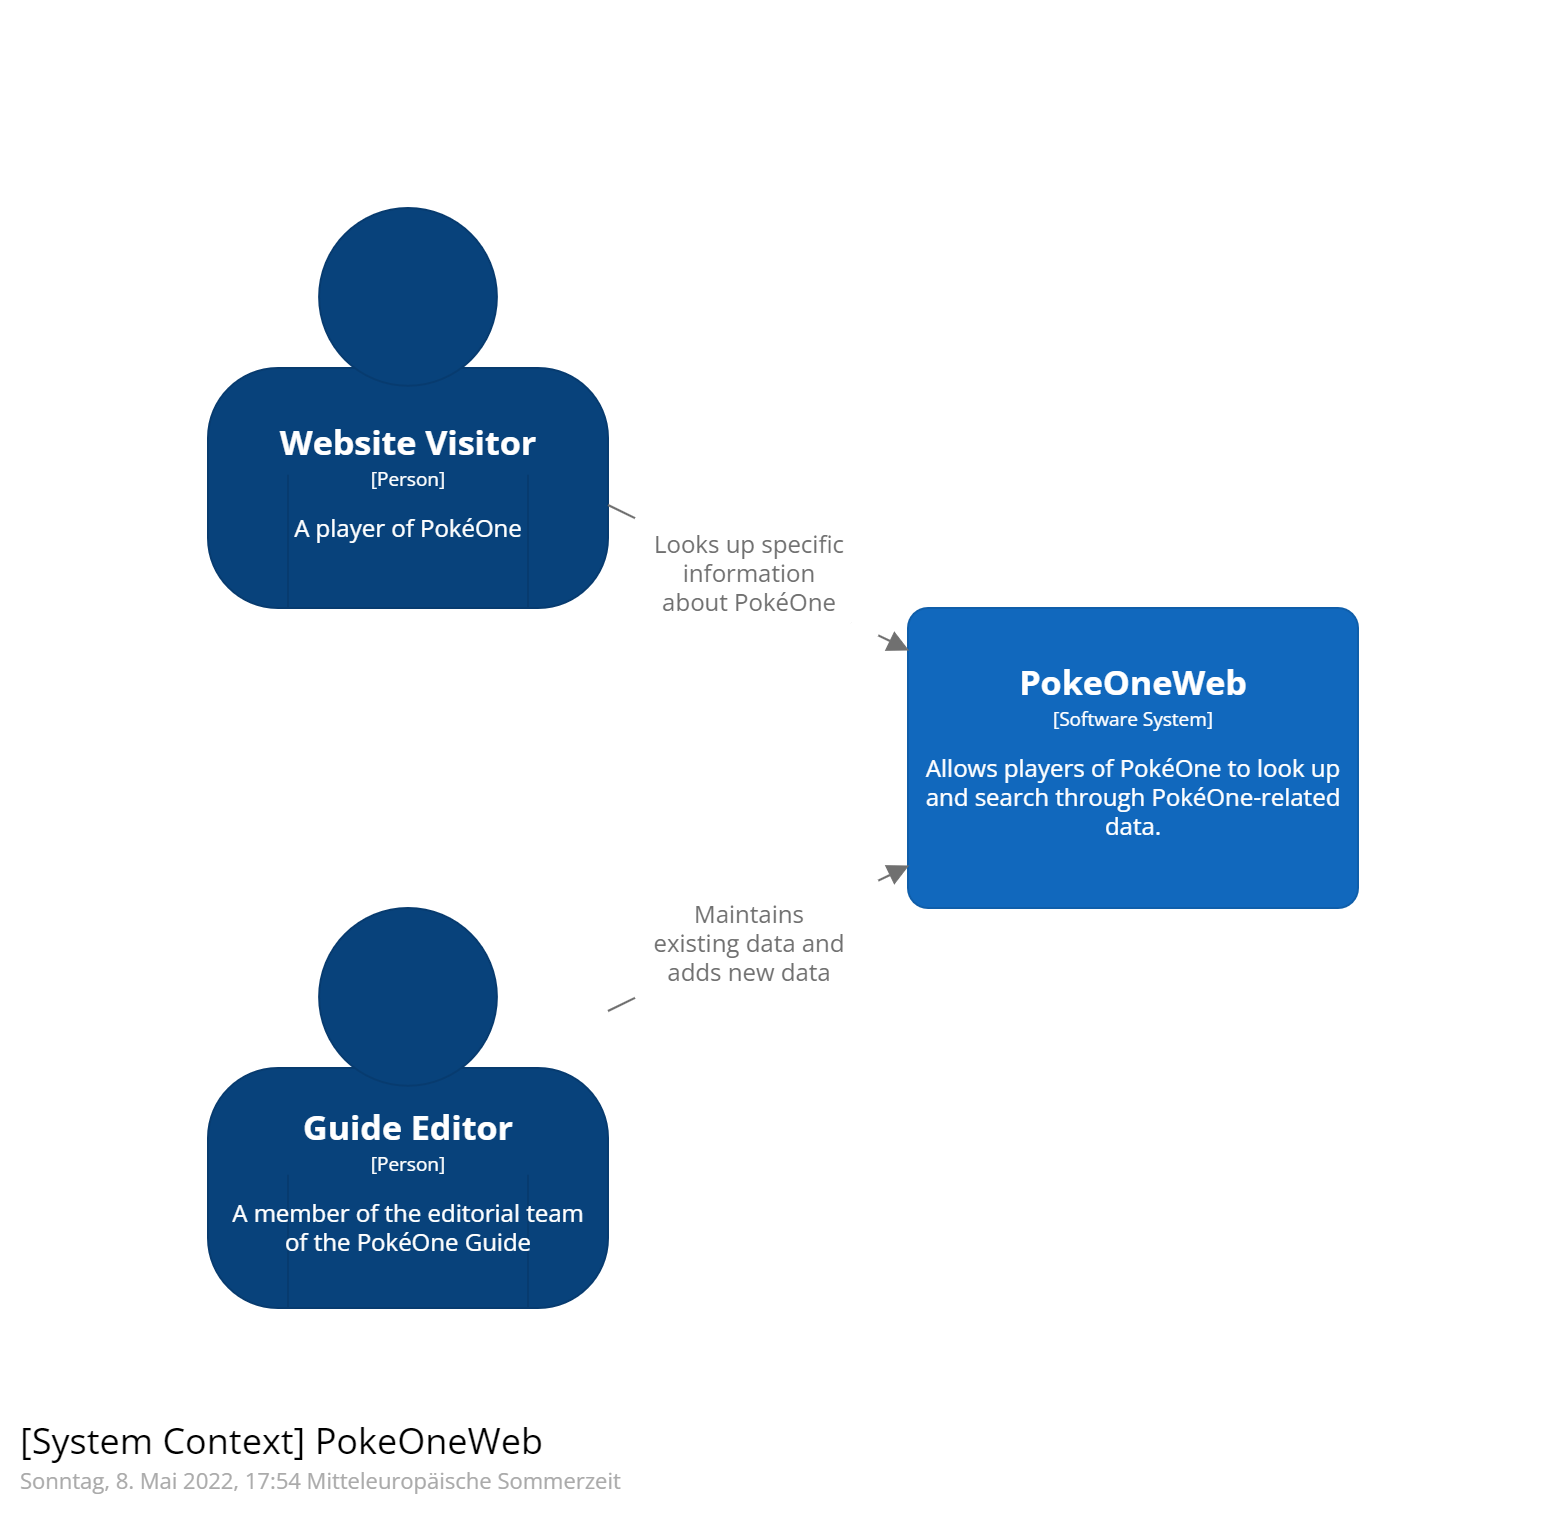 Website Visitor
[Person]
A player of PokéOne
Looks up specific
information
about PokéOne
PokeOneWeb
[Software System]
Allows players of PokéOne to look up
and search through PokéOne-related
data.
Maintains
existing data and
adds new data
Guide Editor
[Person]
A member of the editorial team
of the PokéOne Guide
[System Context] PokeOneWeb
Sonntag, 8. Mai 2022, 17:54 Mitteleuropäische Sommerzeit